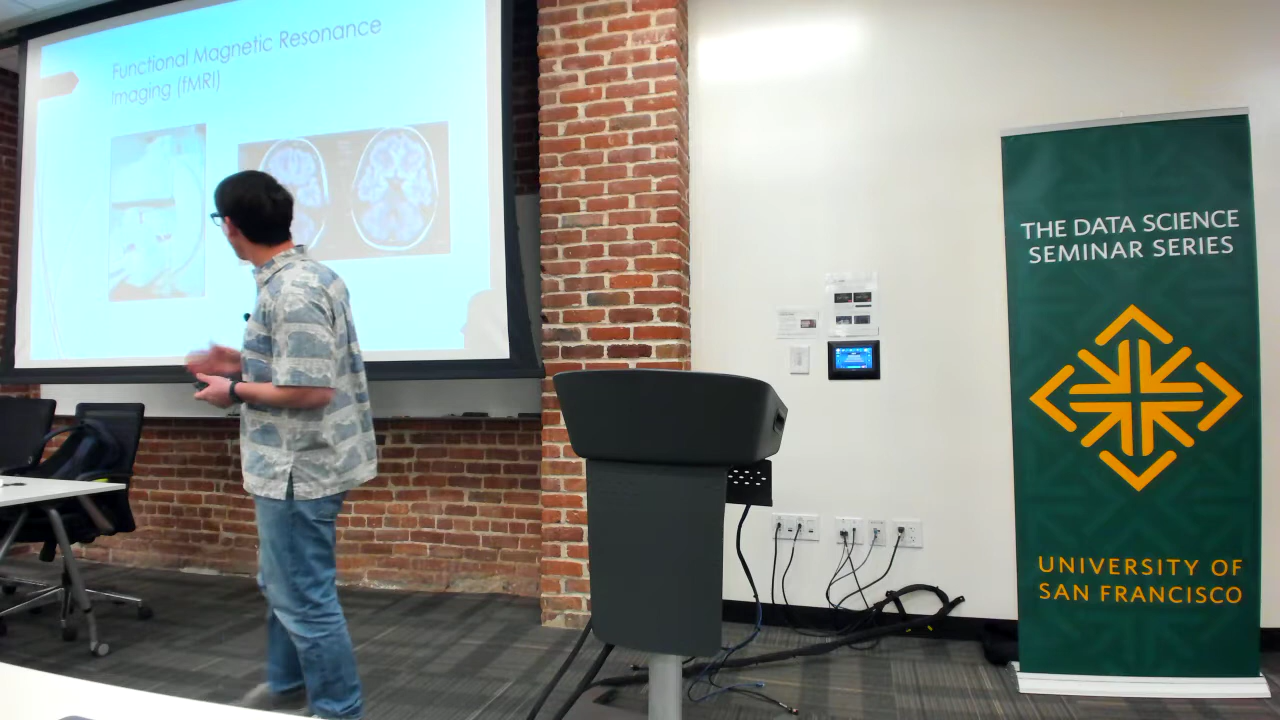 Functional Magnetic Resonance
Imaging (fMRI)
THE DATA SCIENCE
SEMINAR SERIES
UNIVERSITY OF
SAN FRANCISCO